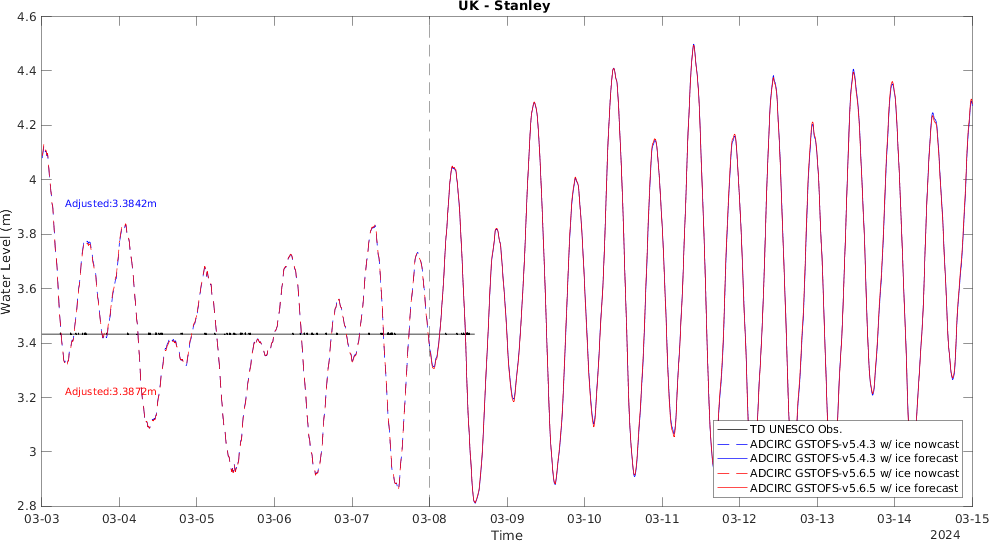 UK - Stanley
4.6
4.4
4.2
4
3.8
3.6
3.4
3.2
3
2.8
Water Level (m)
Adjusted:3.3842m
Adjusted:3.3872m
TD UNESCO Obs.
ADCIRC GSTOFS-v5.4.3 w/ ice nowcast
ADCIRC GSTOFS-v5.4.3 w/ ice forecast
ADCIRC GSTOFS-v5.6.5 w/ ice nowcast
ADCIRC GSTOFS-v5.6.5 w/ ice forecast
03-03 03-04 03-05 03-06 03-07 03-08 03-09 03-10 03-11 03-12 03-13 03-14 03-15
Time
2024